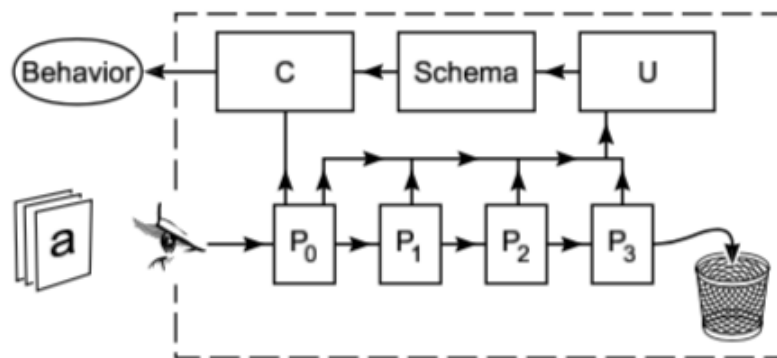 Behavior
C
Schema
U
a
P₀
P₁
P₂
P₃